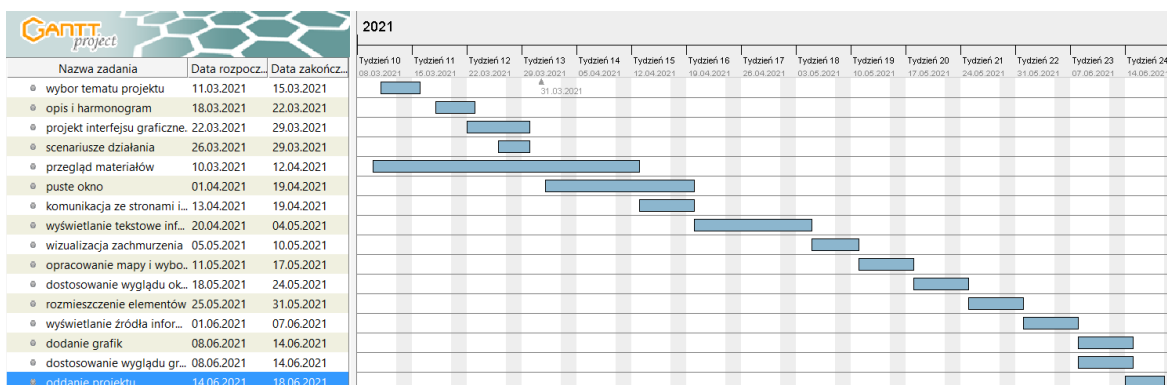 GANTT
project
2021
Nazwa zadania Data rozpocz... Data zakończ...
Tydzień 10 Tydzień 11 Tydzień 12 Tydzień 13 Tydzień 14 Tydzień 15 Tydzień 16 Tydzień 17 Tydzień 18 Tydzień 19 Tydzień 20 Tydzień 21 Tydzień 22 Tydzień 23 Tydzień 24
08.03.2021 15.03.2021 22.03.2021 29.03.2021 05.04.2021 12.04.2021 19.04.2021 26.04.2021 03.05.2021 10.05.2021 17.05.2021 24.05.2021 31.05.2021 07.06.2021 14.06.2021
31.03.2021
wybor tematu projektu 11.03.2021 15.03.2021
opis i harmonogram 18.03.2021 22.03.2021
projekt interfejsu graficzne. 22.03.2021 29.03.2021
scenariusze działania 26.03.2021 29.03.2021
przegląd materiałów 10.03.2021 12.04.2021
puste okno 01.04.2021 19.04.2021
komunikacja ze stronami i... 13.04.2021 19.04.2021
wyświetlanie tekstowe inf... 20.04.2021 04.05.2021
wizualizacja zachmurzenia 05.05.2021 10.05.2021
opracowanie mapy i wybo.. 11.05.2021 17.05.2021
dostosowanie wyglądu ok... 18.05.2021 24.05.2021
rozmieszczenie elementów 25.05.2021 31.05.2021
wyświetlanie źródła infor... 01.06.2021 07.06.2021
dodanie grafik 08.06.2021 14.06.2021
dostosowanie wyglądu gr... 08.06.2021 14.06.2021
oddanie projektu 14.06.2021 18.06.2021